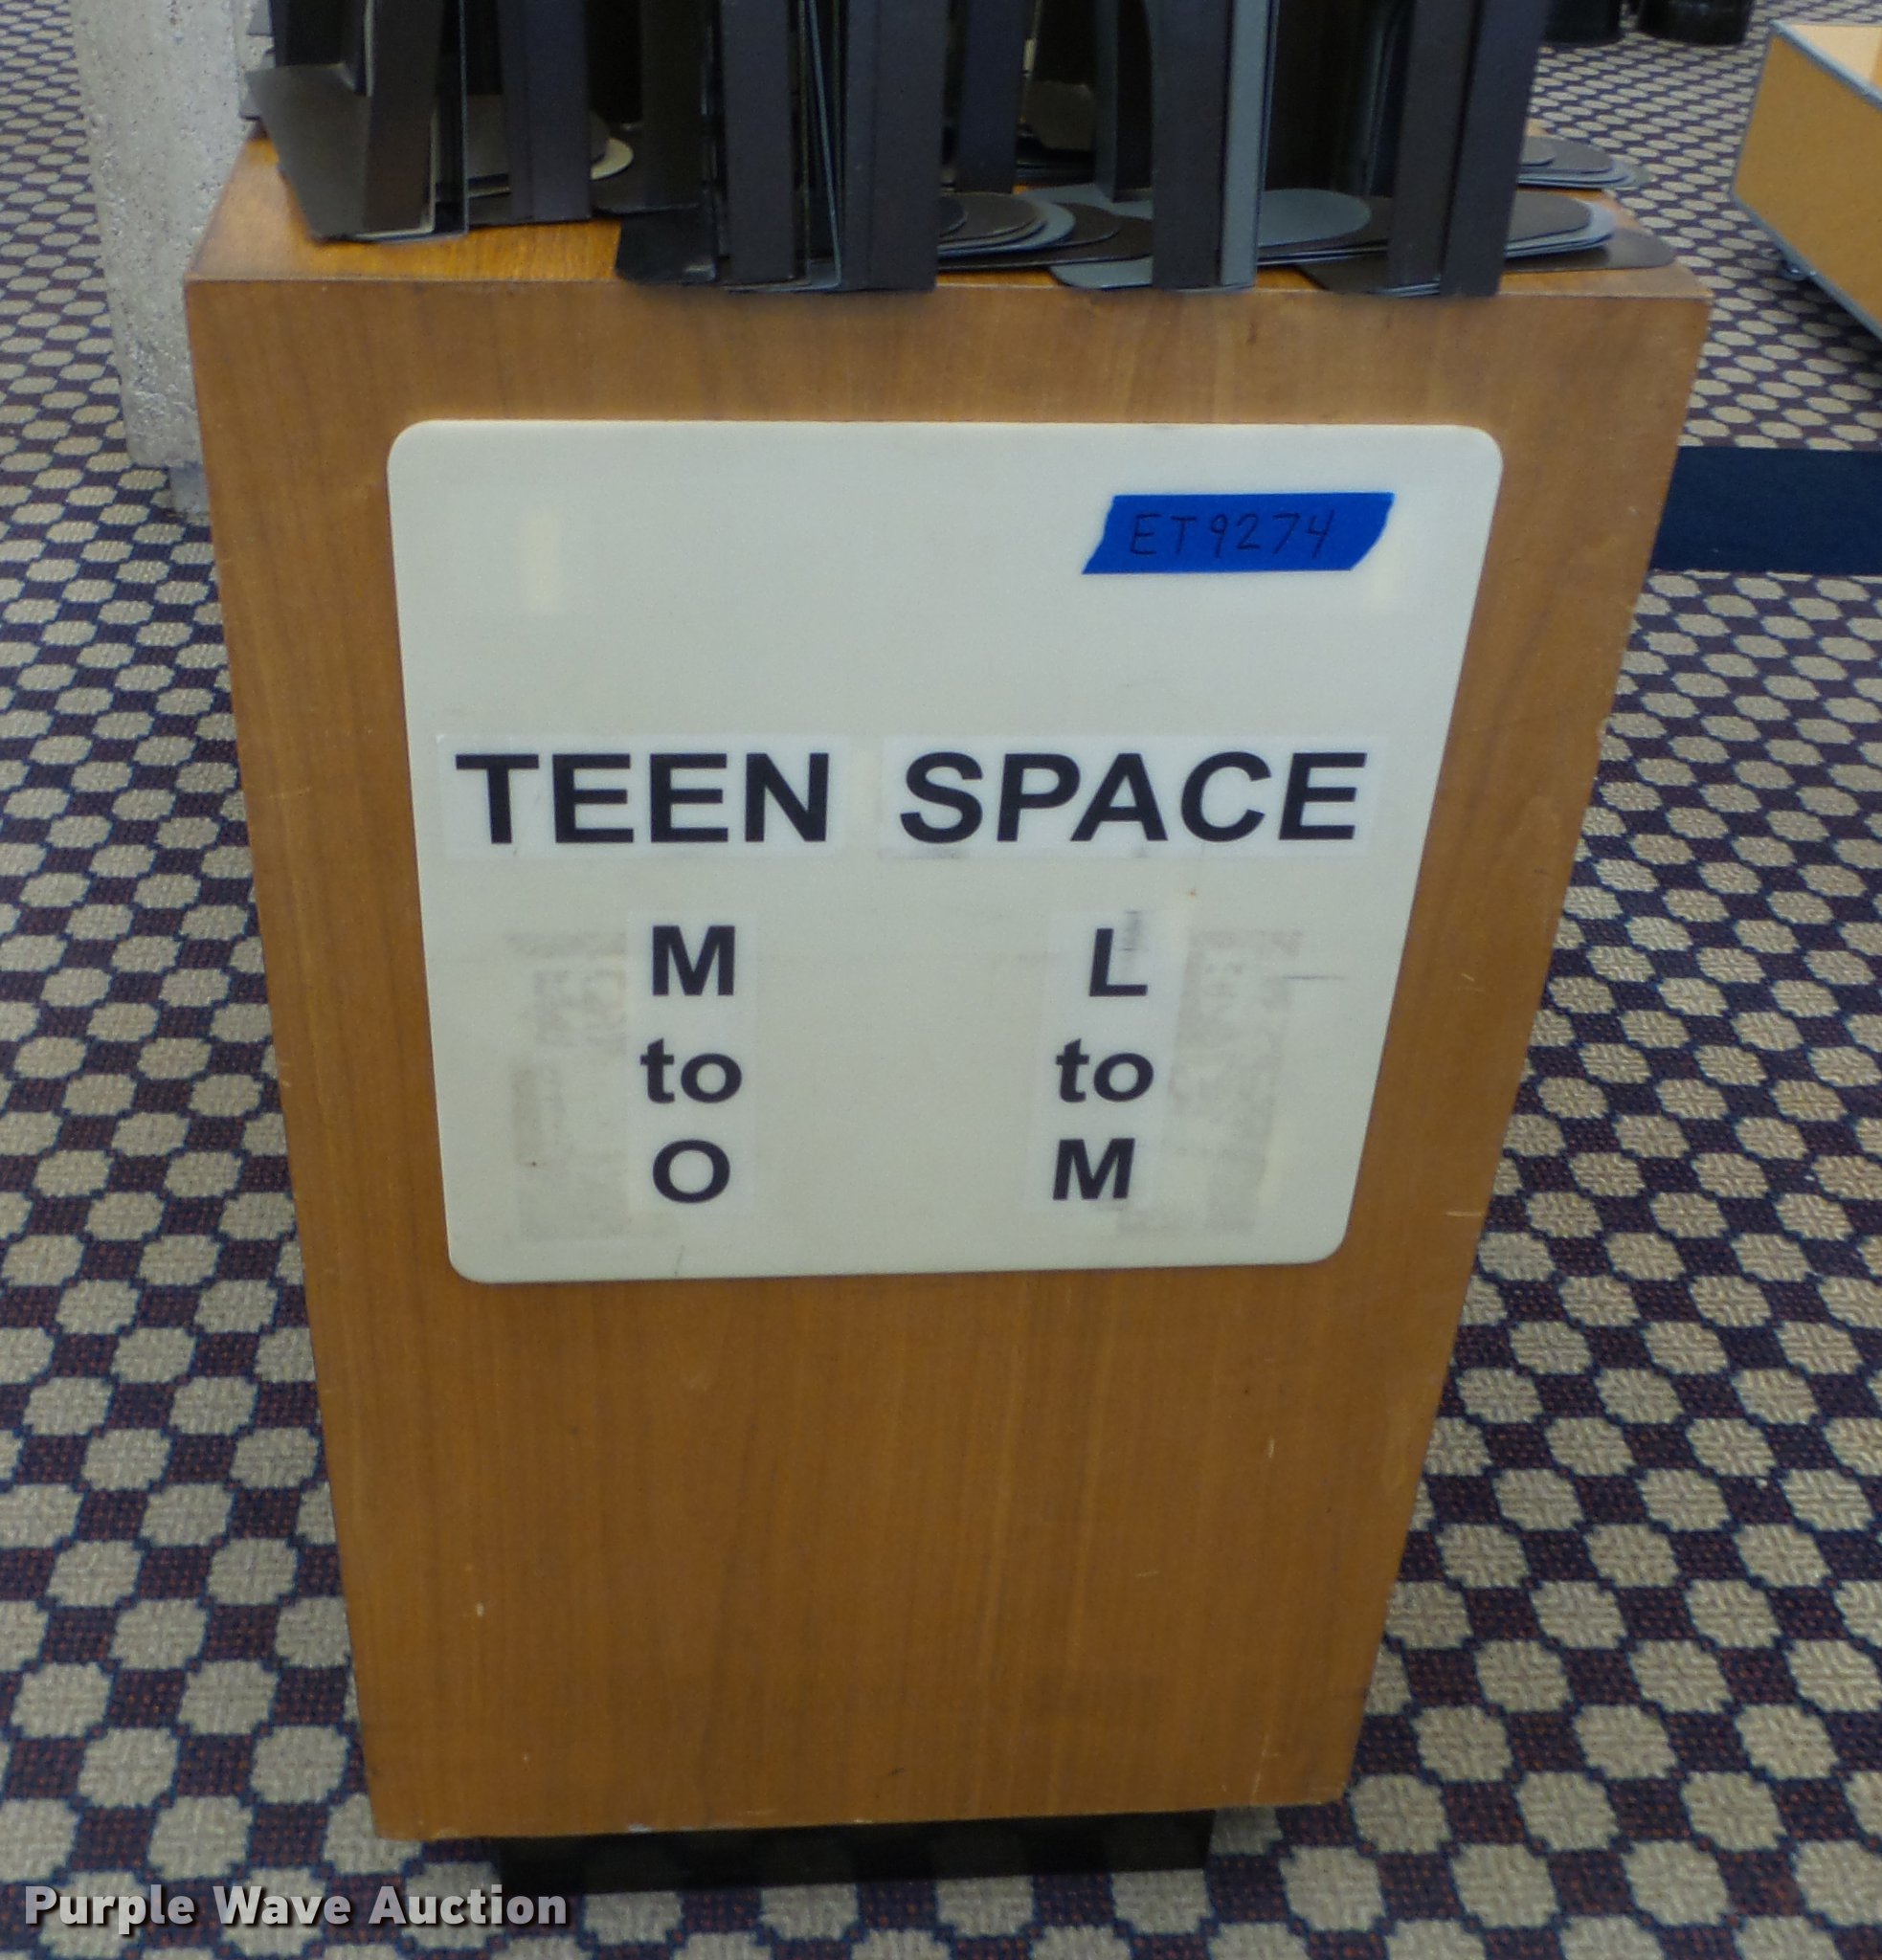 ET9274
TEEN SPACE
M L
to to
O M
Purple Wave Auction